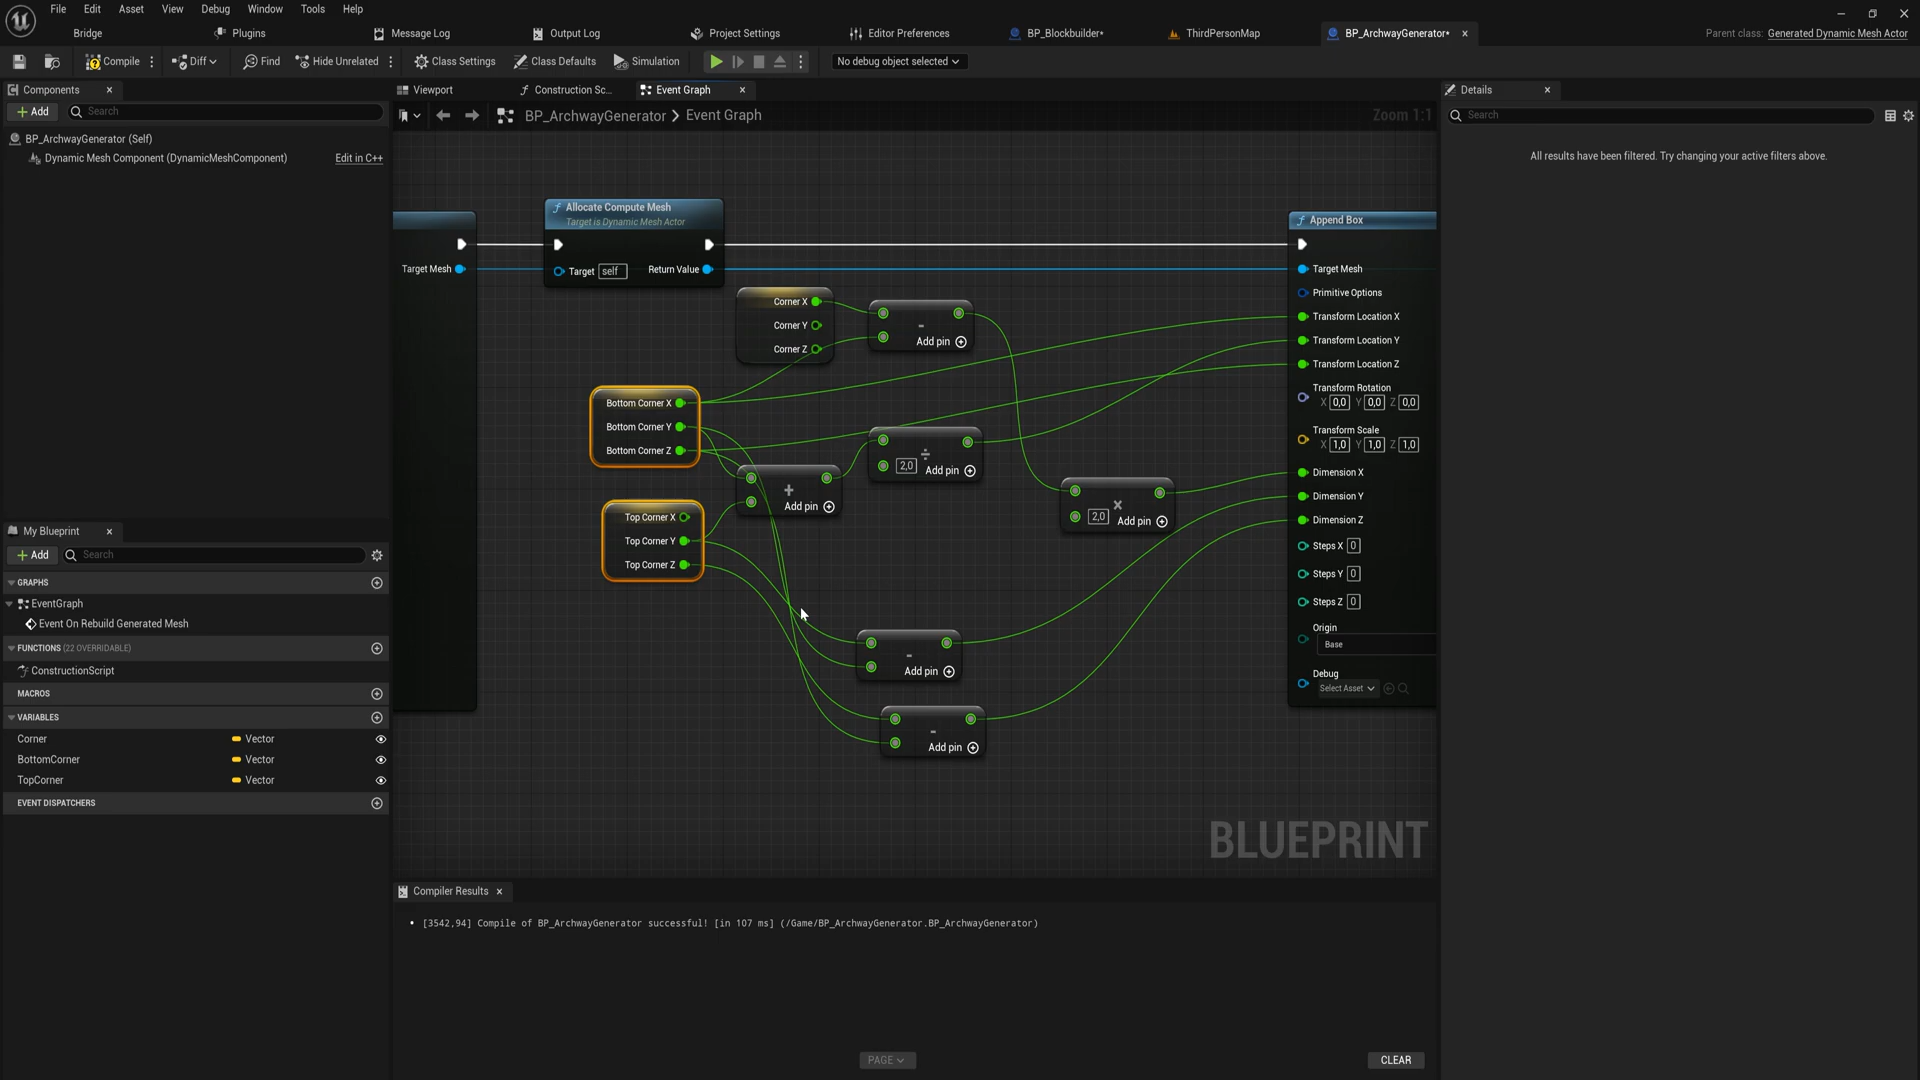 File Edit Asset View Debug Window Tools Help
Bridge Plugins Message Log Output Log Project Settings Editor Preferences BP_Blockbuilder* ThirdPersonMap BP_ArchwayGenerator* Parent class: Generated Dynamic Mesh Actor
Compile Diff Find Hide Unrelated Class Settings Class Defaults Simulation No debug object selected
Components
Add Search
BP_ArchwayGenerator (Self)
Dynamic Mesh Component (DynamicMeshComponent) Edit in C++
My Blueprint
Add Search
GRAPHS
EventGraph
Event On Rebuild Generated Mesh
FUNCTIONS (22 OVERRIDABLE)
ConstructionScript
MACROS
VARIABLES
Corner Vector
BottomCorner Vector
TopCorner Vector
EVENT DISPATCHERS
Viewport Construction Sc... Event Graph
BP_ArchwayGenerator > Event Graph Zoom 1:1
Target Mesh
Allocate Compute Mesh
Target is Dynamic Mesh Actor
Target self Return Value
Corner X
Corner Y
Corner Z
-
Add pin
Bottom Corner X
Bottom Corner Y
Bottom Corner Z
÷
2,0 Add pin
+
Add pin
Top Corner X
Top Corner Y
Top Corner Z
×
2,0 Add pin
-
Add pin
-
Add pin
Append Box
Target Mesh
Primitive Options
Transform Location X
Transform Location Y
Transform Location Z
Transform Rotation
X 0,0 Y 0,0 Z 0,0
Transform Scale
X 1,0 Y 1,0 Z 1,0
Dimension X
Dimension Y
Dimension Z
Steps X 0
Steps Y 0
Steps Z 0
Origin
Base
Debug
Select Asset
BLUEPRINT
Compiler Results
• [3542,94] Compile of BP_ArchwayGenerator successful! [in 107 ms] (/Game/BP_ArchwayGenerator.BP_ArchwayGenerator)
PAGE CLEAR
Details
Search
All results have been filtered. Try changing your active filters above.